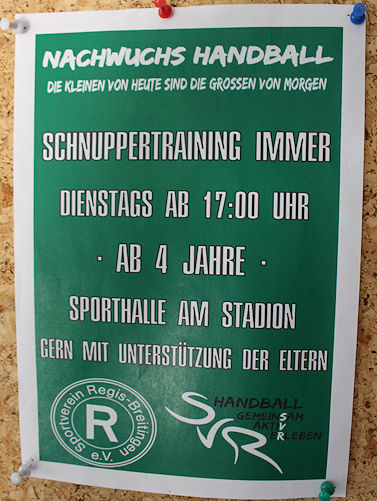 NACHWUCHS HANDBALL
DIE KLEINEN VON HEUTE SIND DIE GROSSEN VON MORGEN
SCHNUPPERTRAINING IMMER
DIENSTAGS AB 17:00 UHR
· AB 4 JAHRE ·
SPORTHALLE AM STADION
GERN MIT UNTERSTÜTZUNG DER ELTERN
Sportverein Regis-Breitingen
R
e.V.
SVR
HANDBALL
GEMEINSAM
AKTIV
ERLEBEN